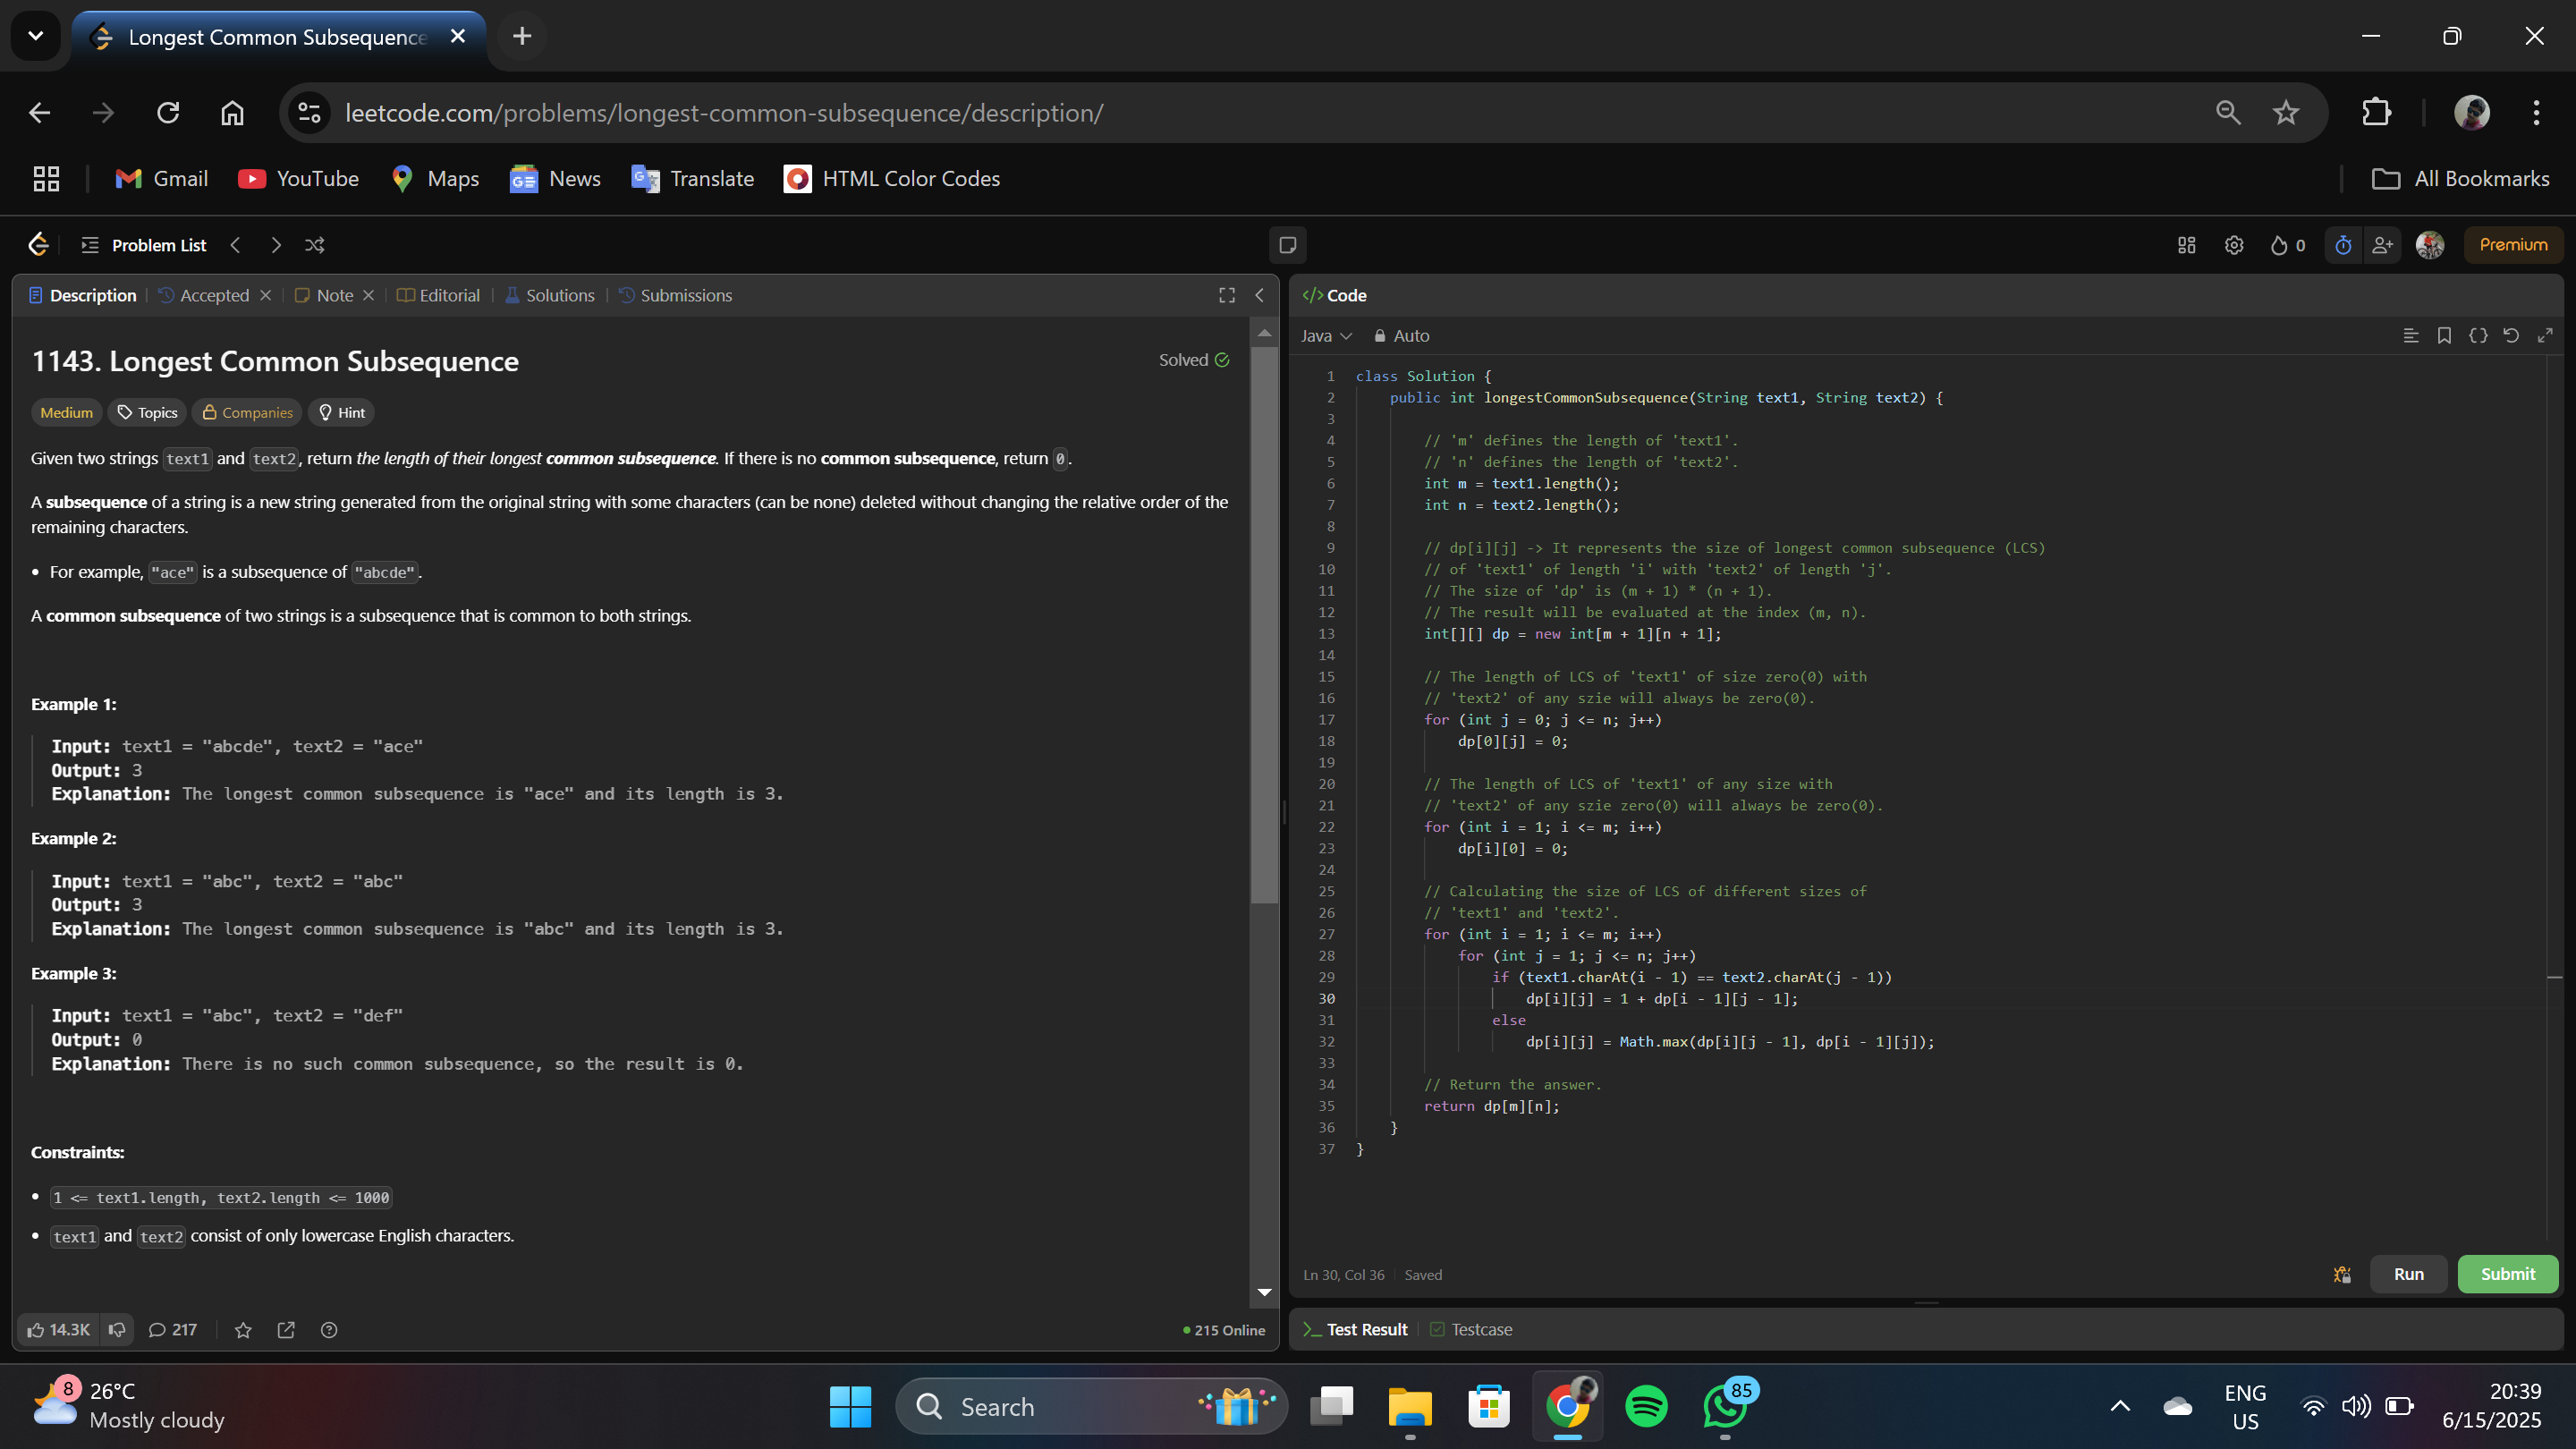 Longest Common Subsequence
leetcode.com/problems/longest-common-subsequence/description/
Gmail
YouTube
Maps
News
Translate
HTML Color Codes
All Bookmarks
Problem List
0
Premium
Description
Accepted
Note
Editorial
Solutions
Submissions
1143. Longest Common Subsequence
Solved
Medium
Topics
Companies
Hint
Given two strings text1 and text2, return the length of their longest common subsequence. If there is no common subsequence, return 0.
A subsequence of a string is a new string generated from the original string with some characters (can be none) deleted without changing the relative order of the
remaining characters.
• For example, "ace" is a subsequence of "abcde".
A common subsequence of two strings is a subsequence that is common to both strings.
Example 1:
Input: text1 = "abcde", text2 = "ace"
Output: 3
Explanation: The longest common subsequence is "ace" and its length is 3.
Example 2:
Input: text1 = "abc", text2 = "abc"
Output: 3
Explanation: The longest common subsequence is "abc" and its length is 3.
Example 3:
Input: text1 = "abc", text2 = "def"
Output: 0
Explanation: There is no such common subsequence, so the result is 0.
Constraints:
• 1 <= text1.length, text2.length <= 1000
• text1 and text2 consist of only lowercase English characters.
14.3K
217
215 Online
</> Code
Java
Auto
1 class Solution {
2 public int longestCommonSubsequence(String text1, String text2) {
3
4 // 'm' defines the length of 'text1'.
5 // 'n' defines the length of 'text2'.
6 int m = text1.length();
7 int n = text2.length();
8
9 // dp[i][j] -> It represents the size of longest common subsequence (LCS)
10 // of 'text1' of length 'i' with 'text2' of length 'j'.
11 // The size of 'dp' is (m + 1) * (n + 1).
12 // The result will be evaluated at the index (m, n).
13 int[][] dp = new int[m + 1][n + 1];
14
15 // The length of LCS of 'text1' of size zero(0) with
16 // 'text2' of any szie will always be zero(0).
17 for (int j = 0; j <= n; j++)
18 dp[0][j] = 0;
19
20 // The length of LCS of 'text1' of any size with
21 // 'text2' of any szie zero(0) will always be zero(0).
22 for (int i = 1; i <= m; i++)
23 dp[i][0] = 0;
24
25 // Calculating the size of LCS of different sizes of
26 // 'text1' and 'text2'.
27 for (int i = 1; i <= m; i++)
28 for (int j = 1; j <= n; j++)
29 if (text1.charAt(i - 1) == text2.charAt(j - 1))
30 dp[i][j] = 1 + dp[i - 1][j - 1];
31 else
32 dp[i][j] = Math.max(dp[i][j - 1], dp[i - 1][j]);
33
34 // Return the answer.
35 return dp[m][n];
36 }
37 }
Ln 30, Col 36
Saved
Run
Submit
Test Result
Testcase
8
26°C
Mostly cloudy
Search
85
ENG
US
20:39
6/15/2025